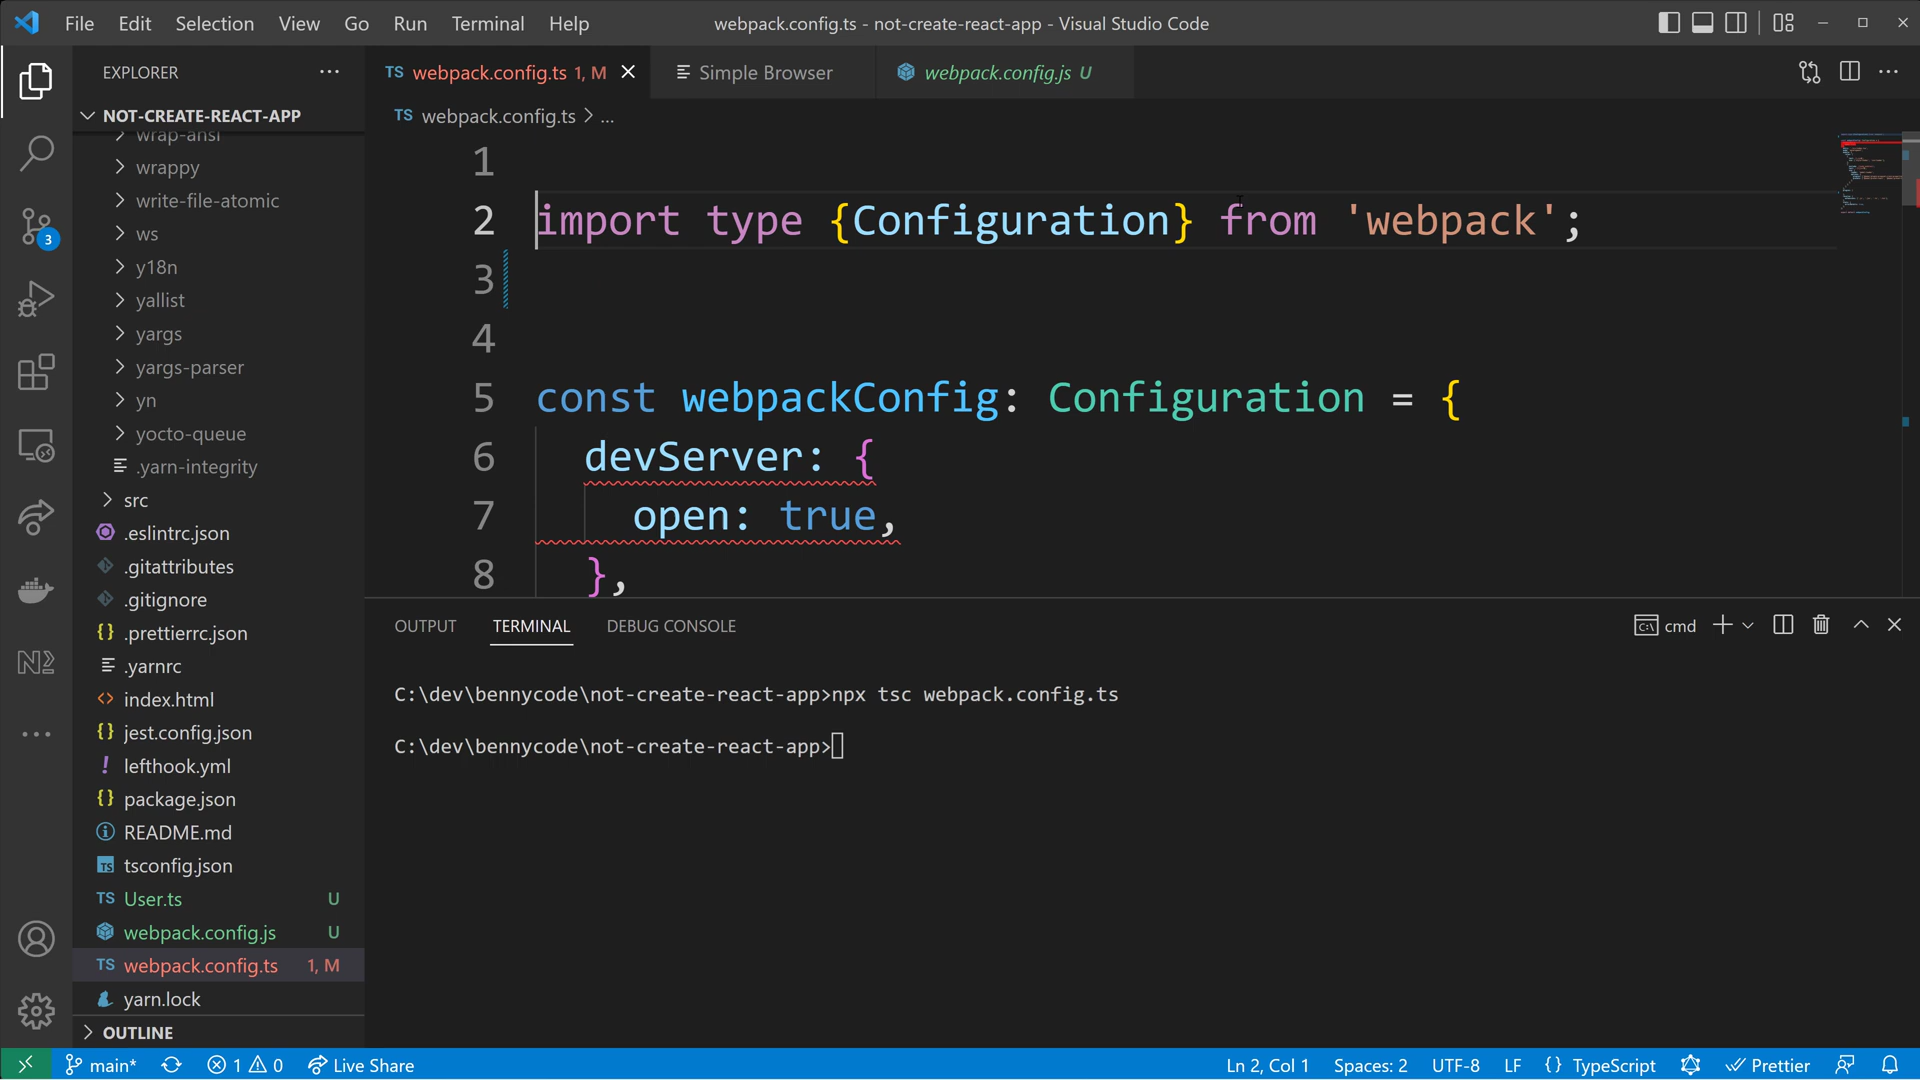 File Edit Selection View Go Run Terminal Help
webpack.config.ts - not-create-react-app - Visual Studio Code
EXPLORER
NOT-CREATE-REACT-APP
wrap-ansi
wrappy
write-file-atomic
ws
y18n
yallist
yargs
yargs-parser
yn
yocto-queue
.yarn-integrity
src
.eslintrc.json
.gitattributes
.gitignore
.prettierrc.json
.yarnrc
index.html
jest.config.json
lefthook.yml
package.json
README.md
TS tsconfig.json
TS User.ts U
webpack.config.js U
TS webpack.config.ts 1, M
yarn.lock
OUTLINE
3
TS webpack.config.ts 1, M
Simple Browser
webpack.config.js U
TS webpack.config.ts > ...
1
2 import type {Configuration} from 'webpack';
3
4
5 const webpackConfig: Configuration = {
6 devServer: {
7 open: true,
8 },
OUTPUT TERMINAL DEBUG CONSOLE
cmd
C:\dev\bennycode\not-create-react-app>npx tsc webpack.config.ts
C:\dev\bennycode\not-create-react-app>
main* 1 0 Live Share
Ln 2, Col 1 Spaces: 2 UTF-8 LF {} TypeScript Prettier